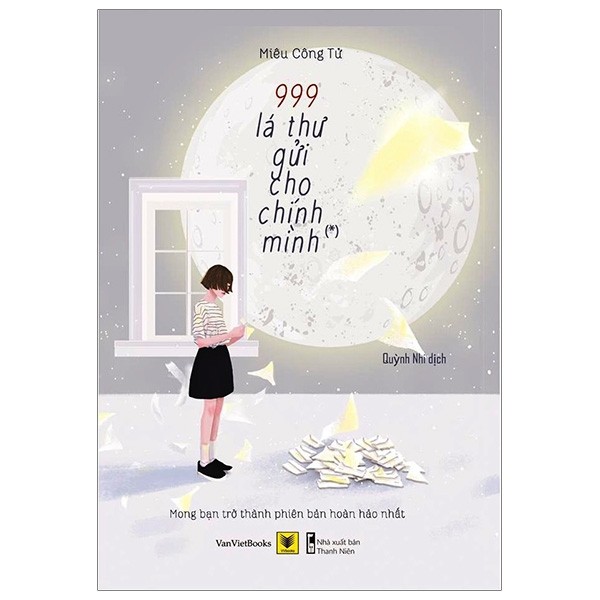 Miêu Công Tử
999
lá thư
gửi
cho
chính
mình (*)
Quỳnh Nhi dịch
Mong bạn trở thành phiên bản hoàn hảo nhất
VanVietBooks
Nhà xuất bản
Thanh Niên